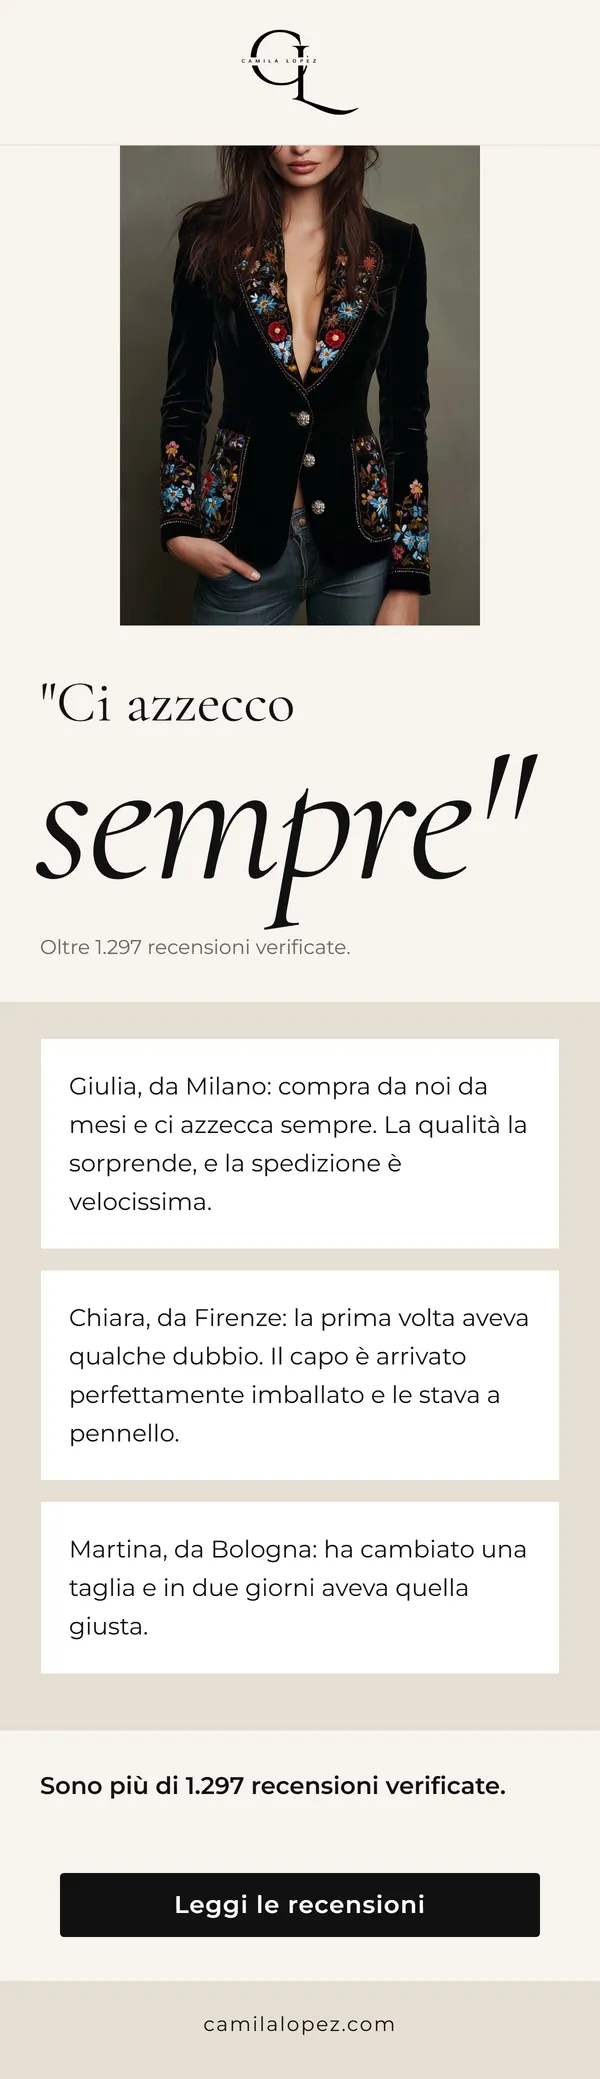 CAMILA LOPEZ
"Ci azzecco
sempre"
Oltre 1.297 recensioni verificate.
Giulia, da Milano: compra da noi da
mesi e ci azzecca sempre. La qualità la
sorprende, e la spedizione è
velocissima.
Chiara, da Firenze: la prima volta aveva
qualche dubbio. Il capo è arrivato
perfettamente imballato e le stava a
pennello.
Martina, da Bologna: ha cambiato una
taglia e in due giorni aveva quella
giusta.
Sono più di 1.297 recensioni verificate.
Leggi le recensioni
camilalopez.com